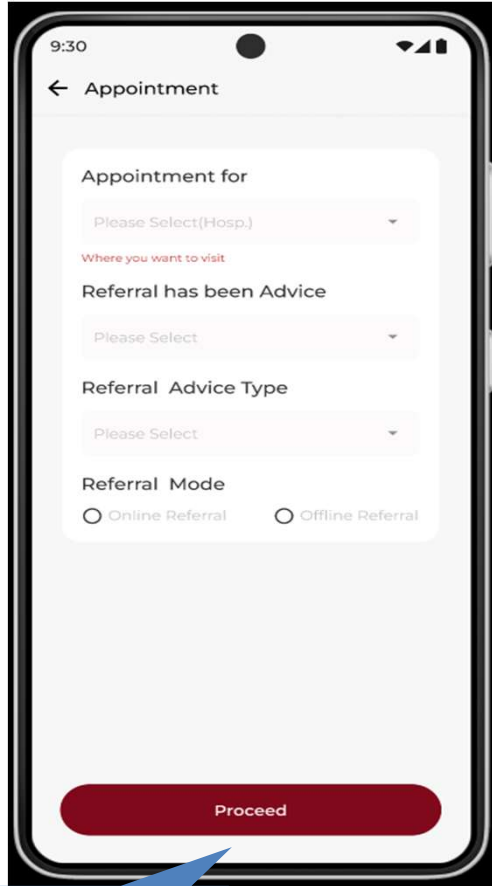 9:30
Appointment
Appointment for
Please Select(Hosp.)
Where you want to visit
Referral has been Advice
Please Select
Referral Advice Type
Please Select
Referral Mode
Online Referral Offline Referral
Proceed